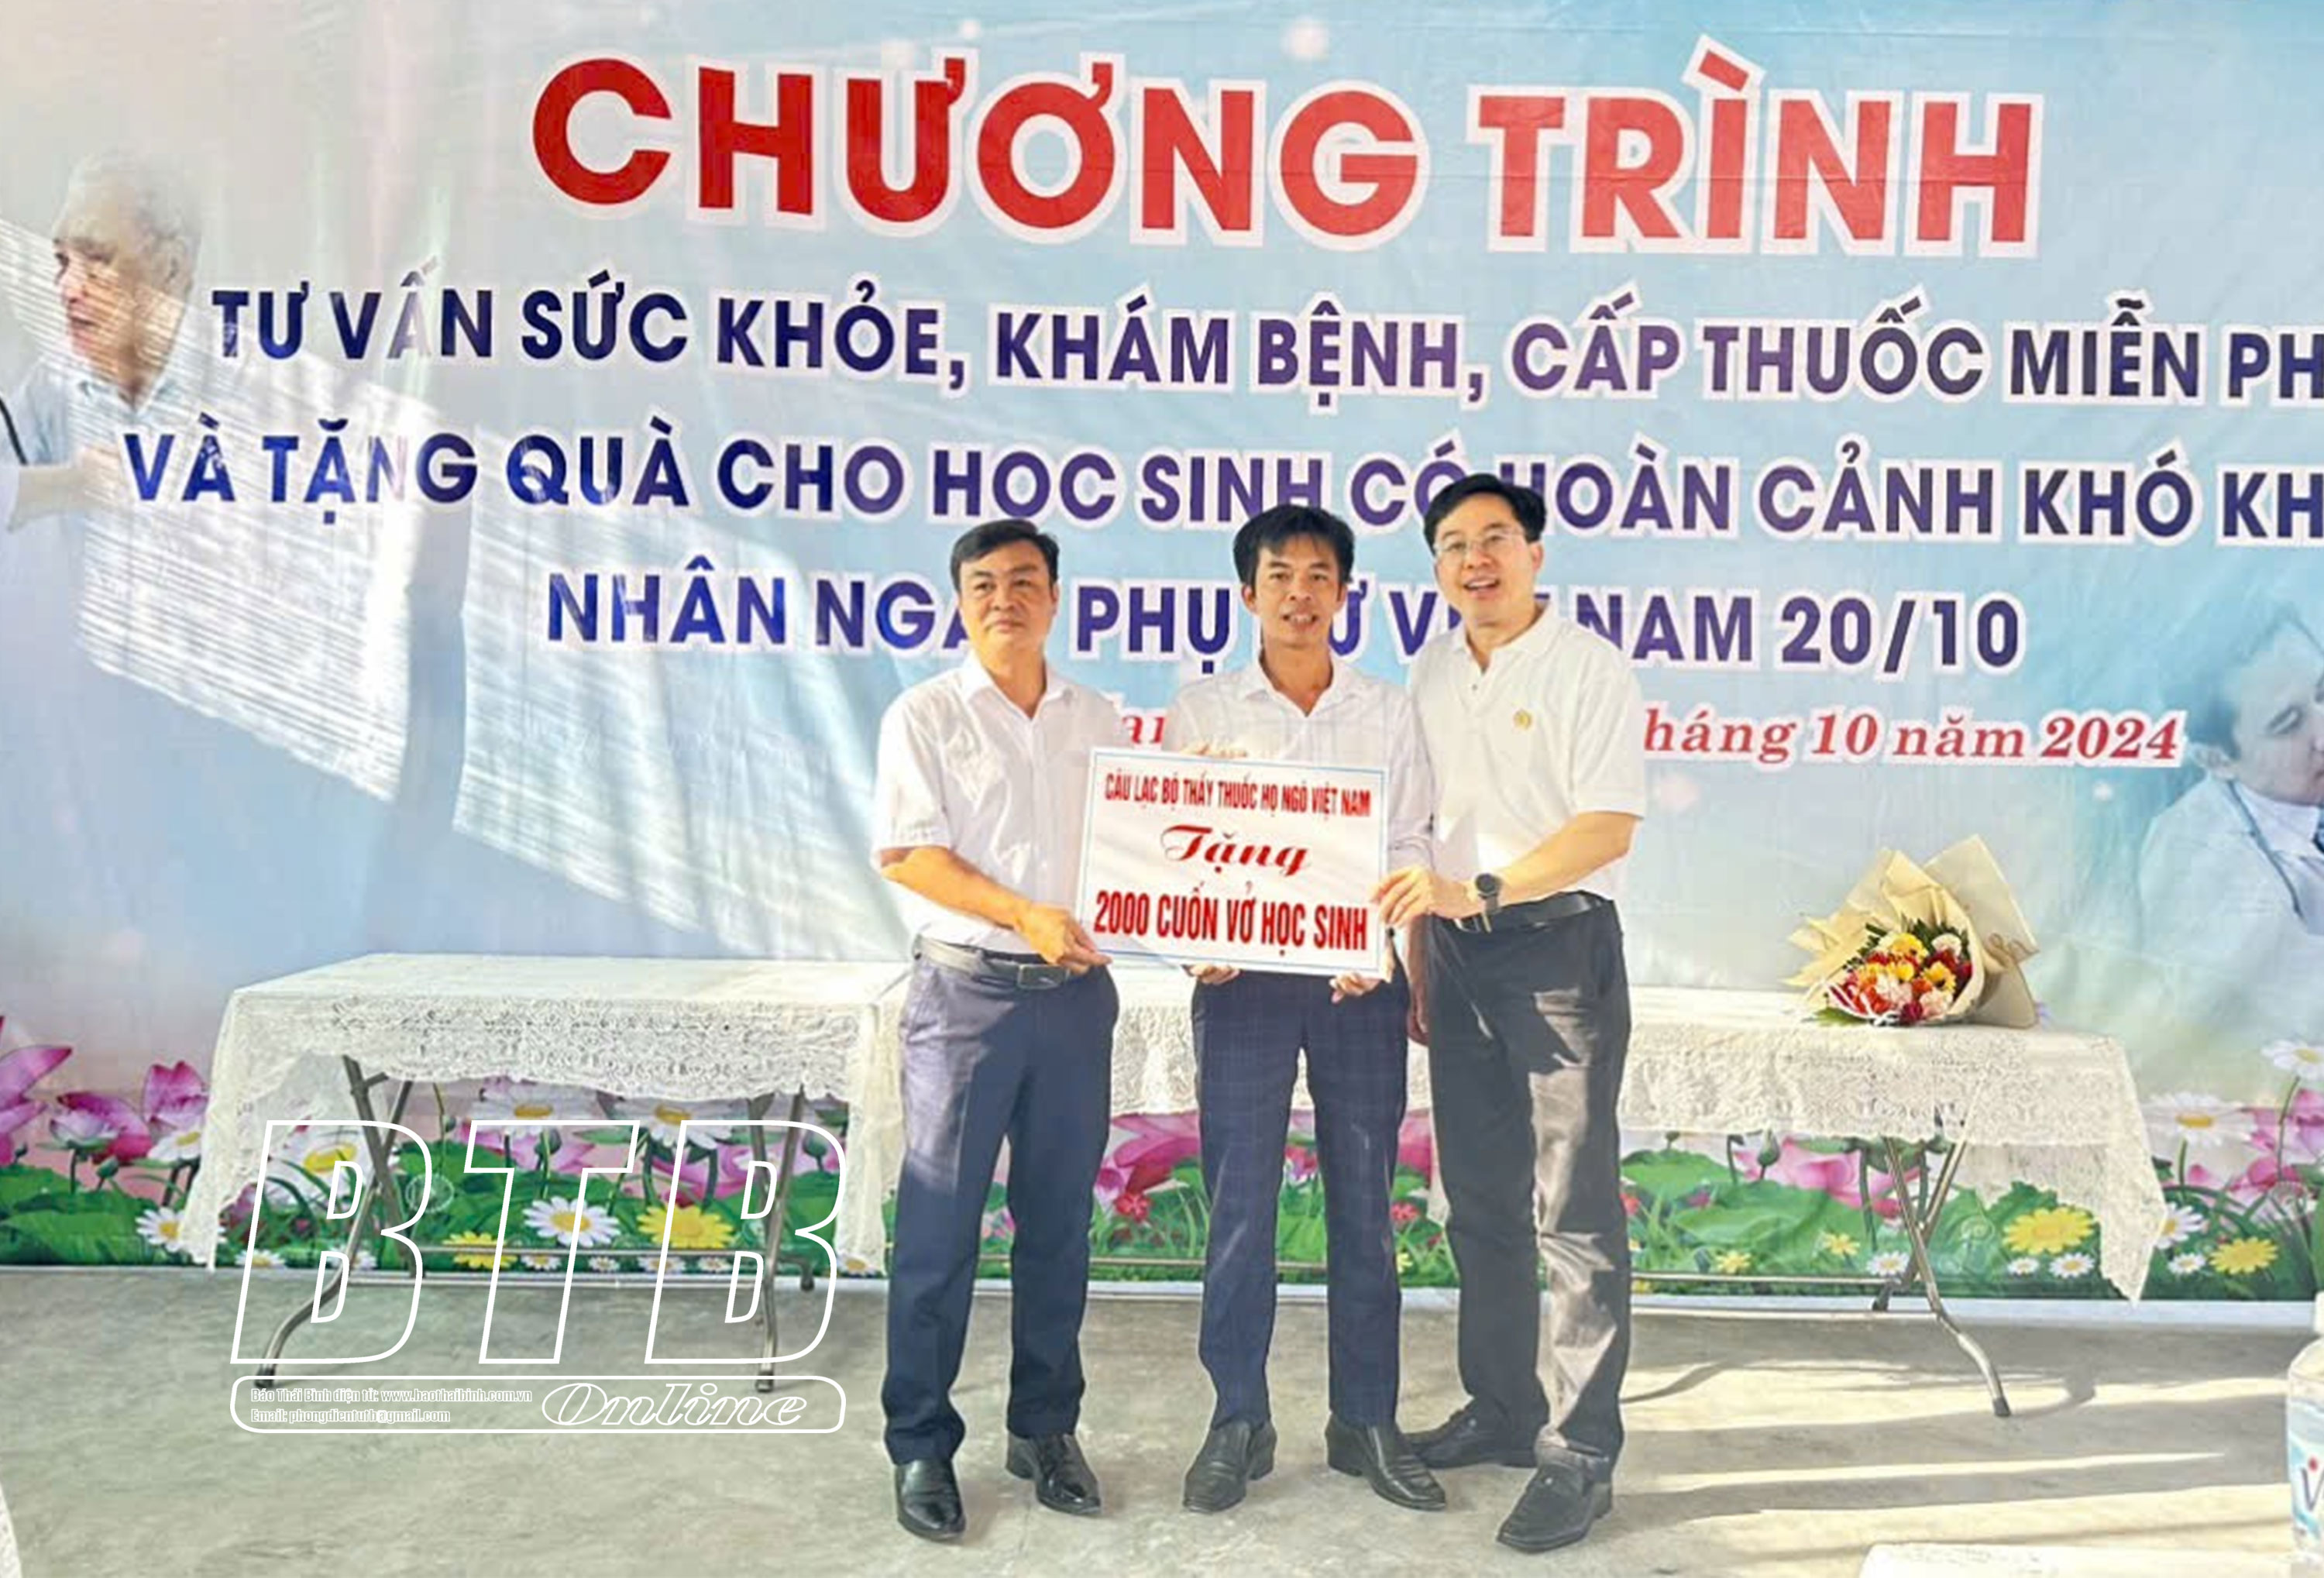 CHƯƠNG TRÌNH
TƯ VẤN SỨC KHỎE, KHÁM BỆNH, CẤP THUỐC MIỄN PH
VÀ TẶNG QUÀ CHO HỌC SINH CÓ HOÀN CẢNH KHÓ KH
NHÂN NGÀY PHỤ NỮ VIỆT NAM 20/10
háng 10 năm 2024
CÂU LẠC BỘ THẦY THUỐC HỌ NGÔ VIỆT NAM
Tặng
2000 CUỐN VỞ HỌC SINH
BTB
Báo Thái Bình điện tử: www.baothaibinh.com.vn
Email: phongdientutb@gmail.com
Online